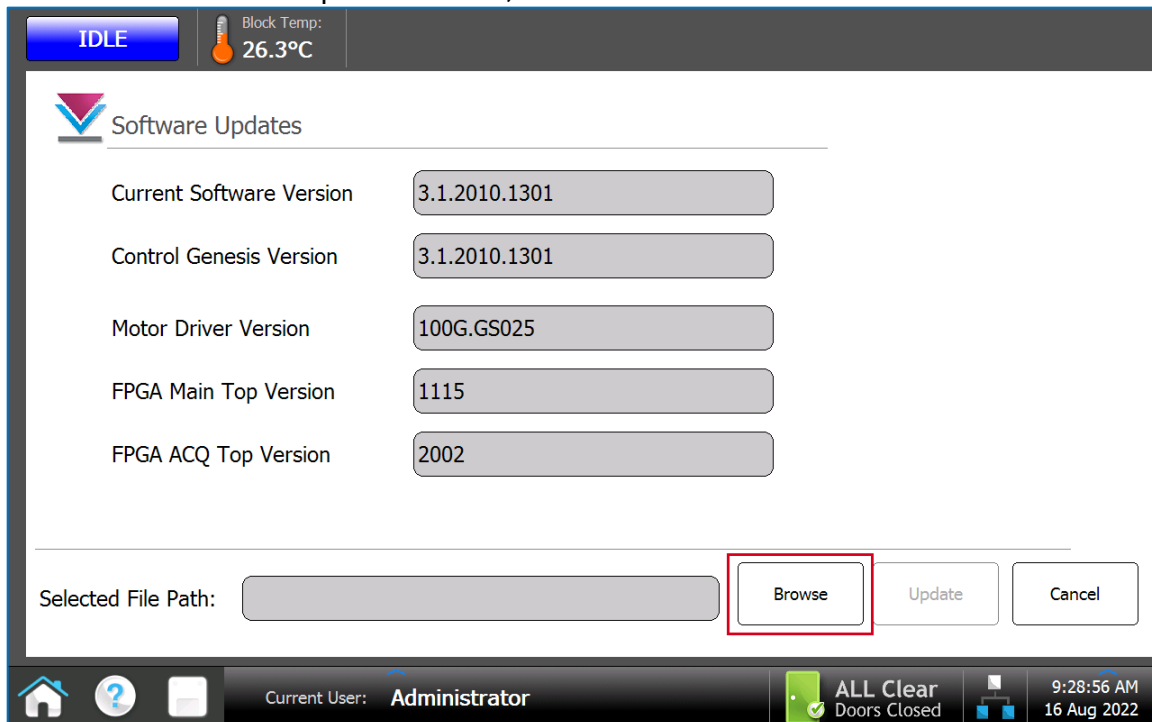 IDLE
Block Temp:
26.3°C
Software Updates
Current Software Version
3.1.2010.1301
Control Genesis Version
3.1.2010.1301
Motor Driver Version
100G.GS025
FPGA Main Top Version
1115
FPGA ACQ Top Version
2002
Selected File Path:
Browse
Update
Cancel
?
Current User: Administrator
ALL Clear
Doors Closed
9:28:56 AM
16 Aug 2022